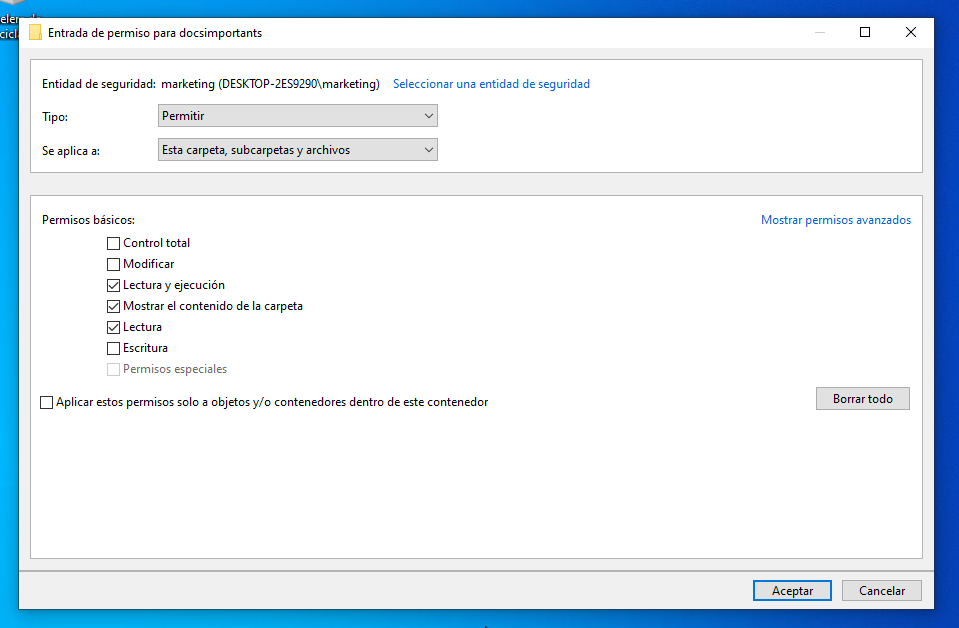 Entrada de permiso para docsimportants
Entidad de seguridad: marketing (DESKTOP-2ES9290\marketing) Seleccionar una entidad de seguridad
Tipo: Permitir
Se aplica a: Esta carpeta, subcarpetas y archivos
Permisos básicos: Mostrar permisos avanzados
Control total
Modificar
Lectura y ejecución
Mostrar el contenido de la carpeta
Lectura
Escritura
Permisos especiales
Aplicar estos permisos solo a objetos y/o contenedores dentro de este contenedor Borrar todo
Aceptar Cancelar